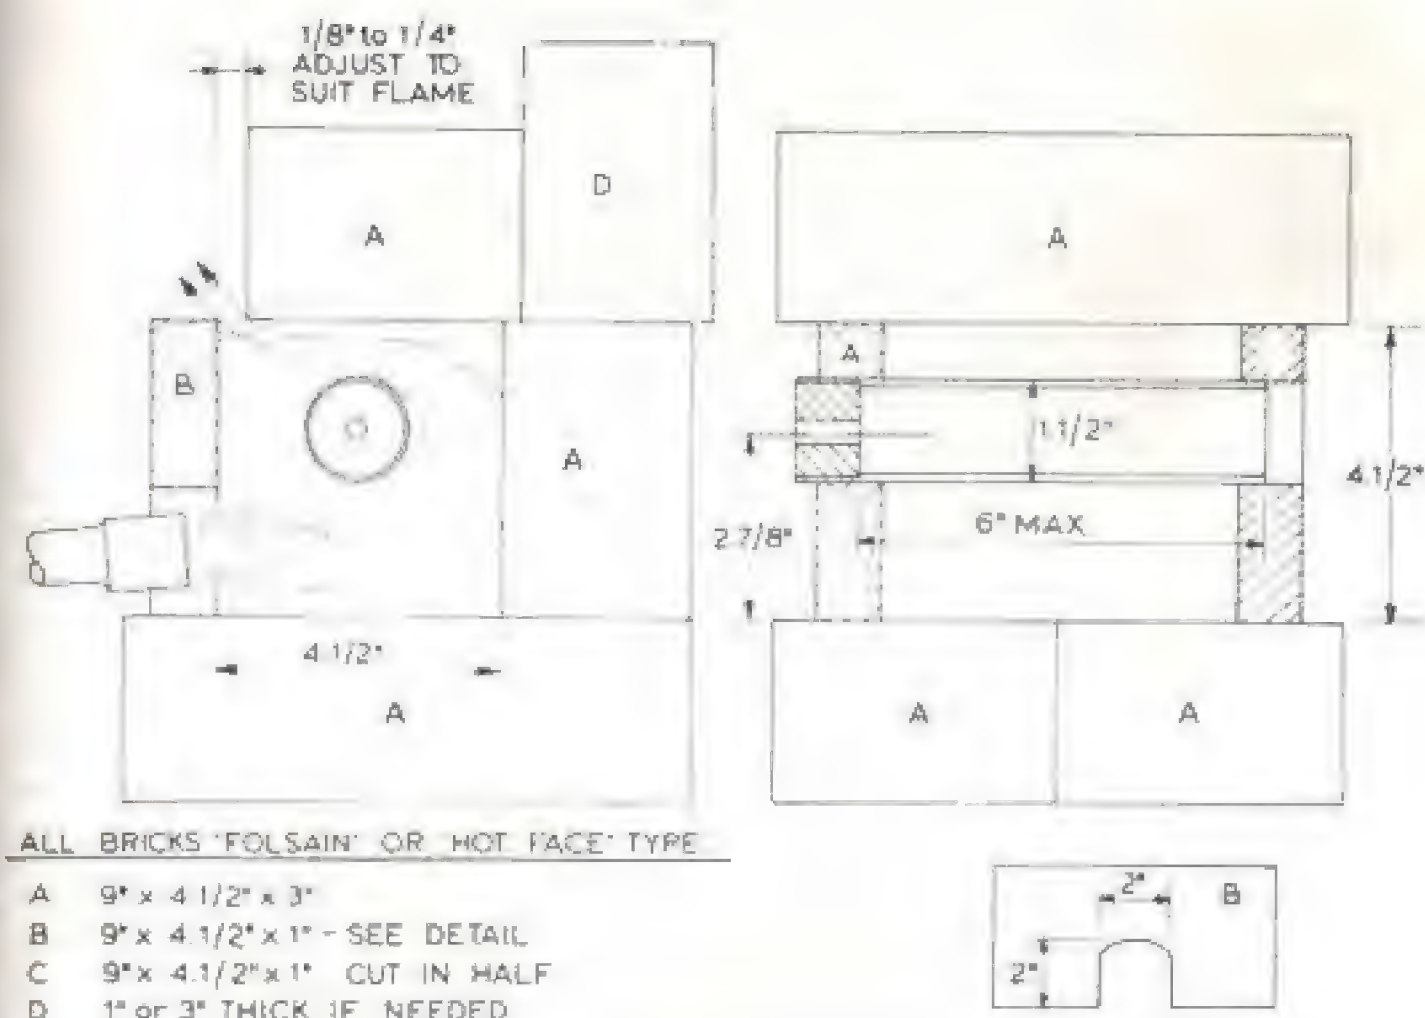 1/8" to 1/4"
ADJUST TO
SUIT FLAME
A
D
B
A
4.1/2"
A
A
A
1.1/2"
4.1/2"
2.7/8"
6" MAX
A
A
ALL BRICKS 'FOLSAIN' OR 'HOT FACE' TYPE
A 9" x 4.1/2" x 3"
B 9" x 4.1/2" x 1" - SEE DETAIL
C 9" x 4.1/2" x 1" CUT IN HALF
D 1" or 3" THICK IF NEEDED
2"
B
2"